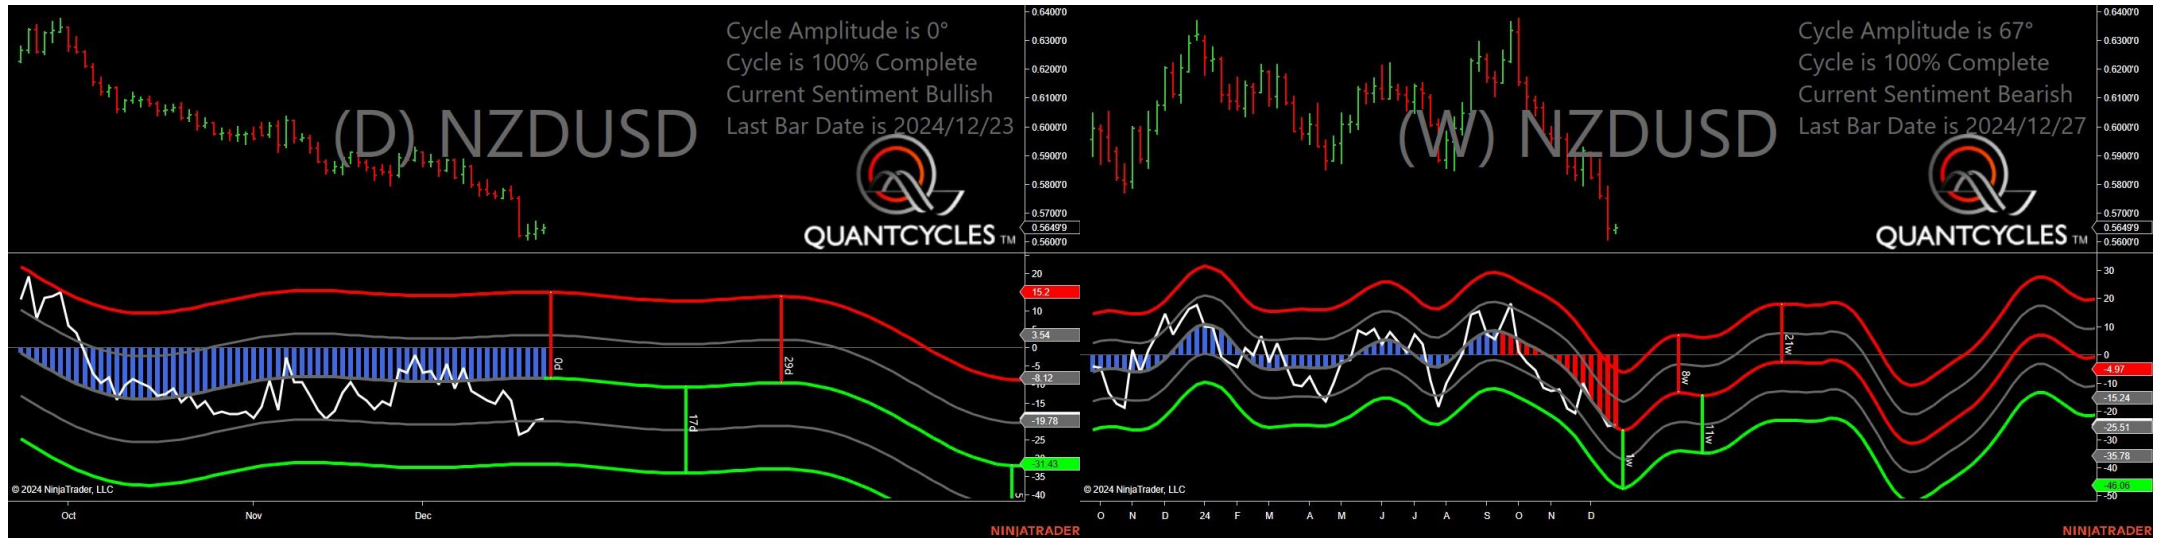 Cycle Amplitude is 0°
Cycle is 100% Complete
Current Sentiment Bullish
Last Bar Date is 2024/12/23
(D) NZDUSD
QUANTCYCLES TM
0.6400'0
0.6300'0
0.6200'0
0.6100'0
0.6000'0
0.5900'0
0.5800'0
0.5700'0
0.5649'9
0.5600'0
20
15.2
10
3.54
0
-5
-8.12
-15
-19.78
-25
-31.43
-35
-40
0d
17d
29d
5
© 2024 NinjaTrader, LLC
Oct Nov Dec
NINJATRADER
Cycle Amplitude is 67°
Cycle is 100% Complete
Current Sentiment Bearish
Last Bar Date is 2024/12/27
(W) NZDUSD
QUANTCYCLES TM
0.6400'0
0.6300'0
0.6200'0
0.6100'0
0.6000'0
0.5900'0
0.5800'0
0.5700'0
0.5649'9
0.5600'0
30
20
10
0
-4.97
-10
-15.24
-20
-25.51
-30
-35.78
-40
-46.06
-50
1w
8w
11w
21w
© 2024 NinjaTrader, LLC
O N D 24 F M A M J J A S O N D
NINJATRADER